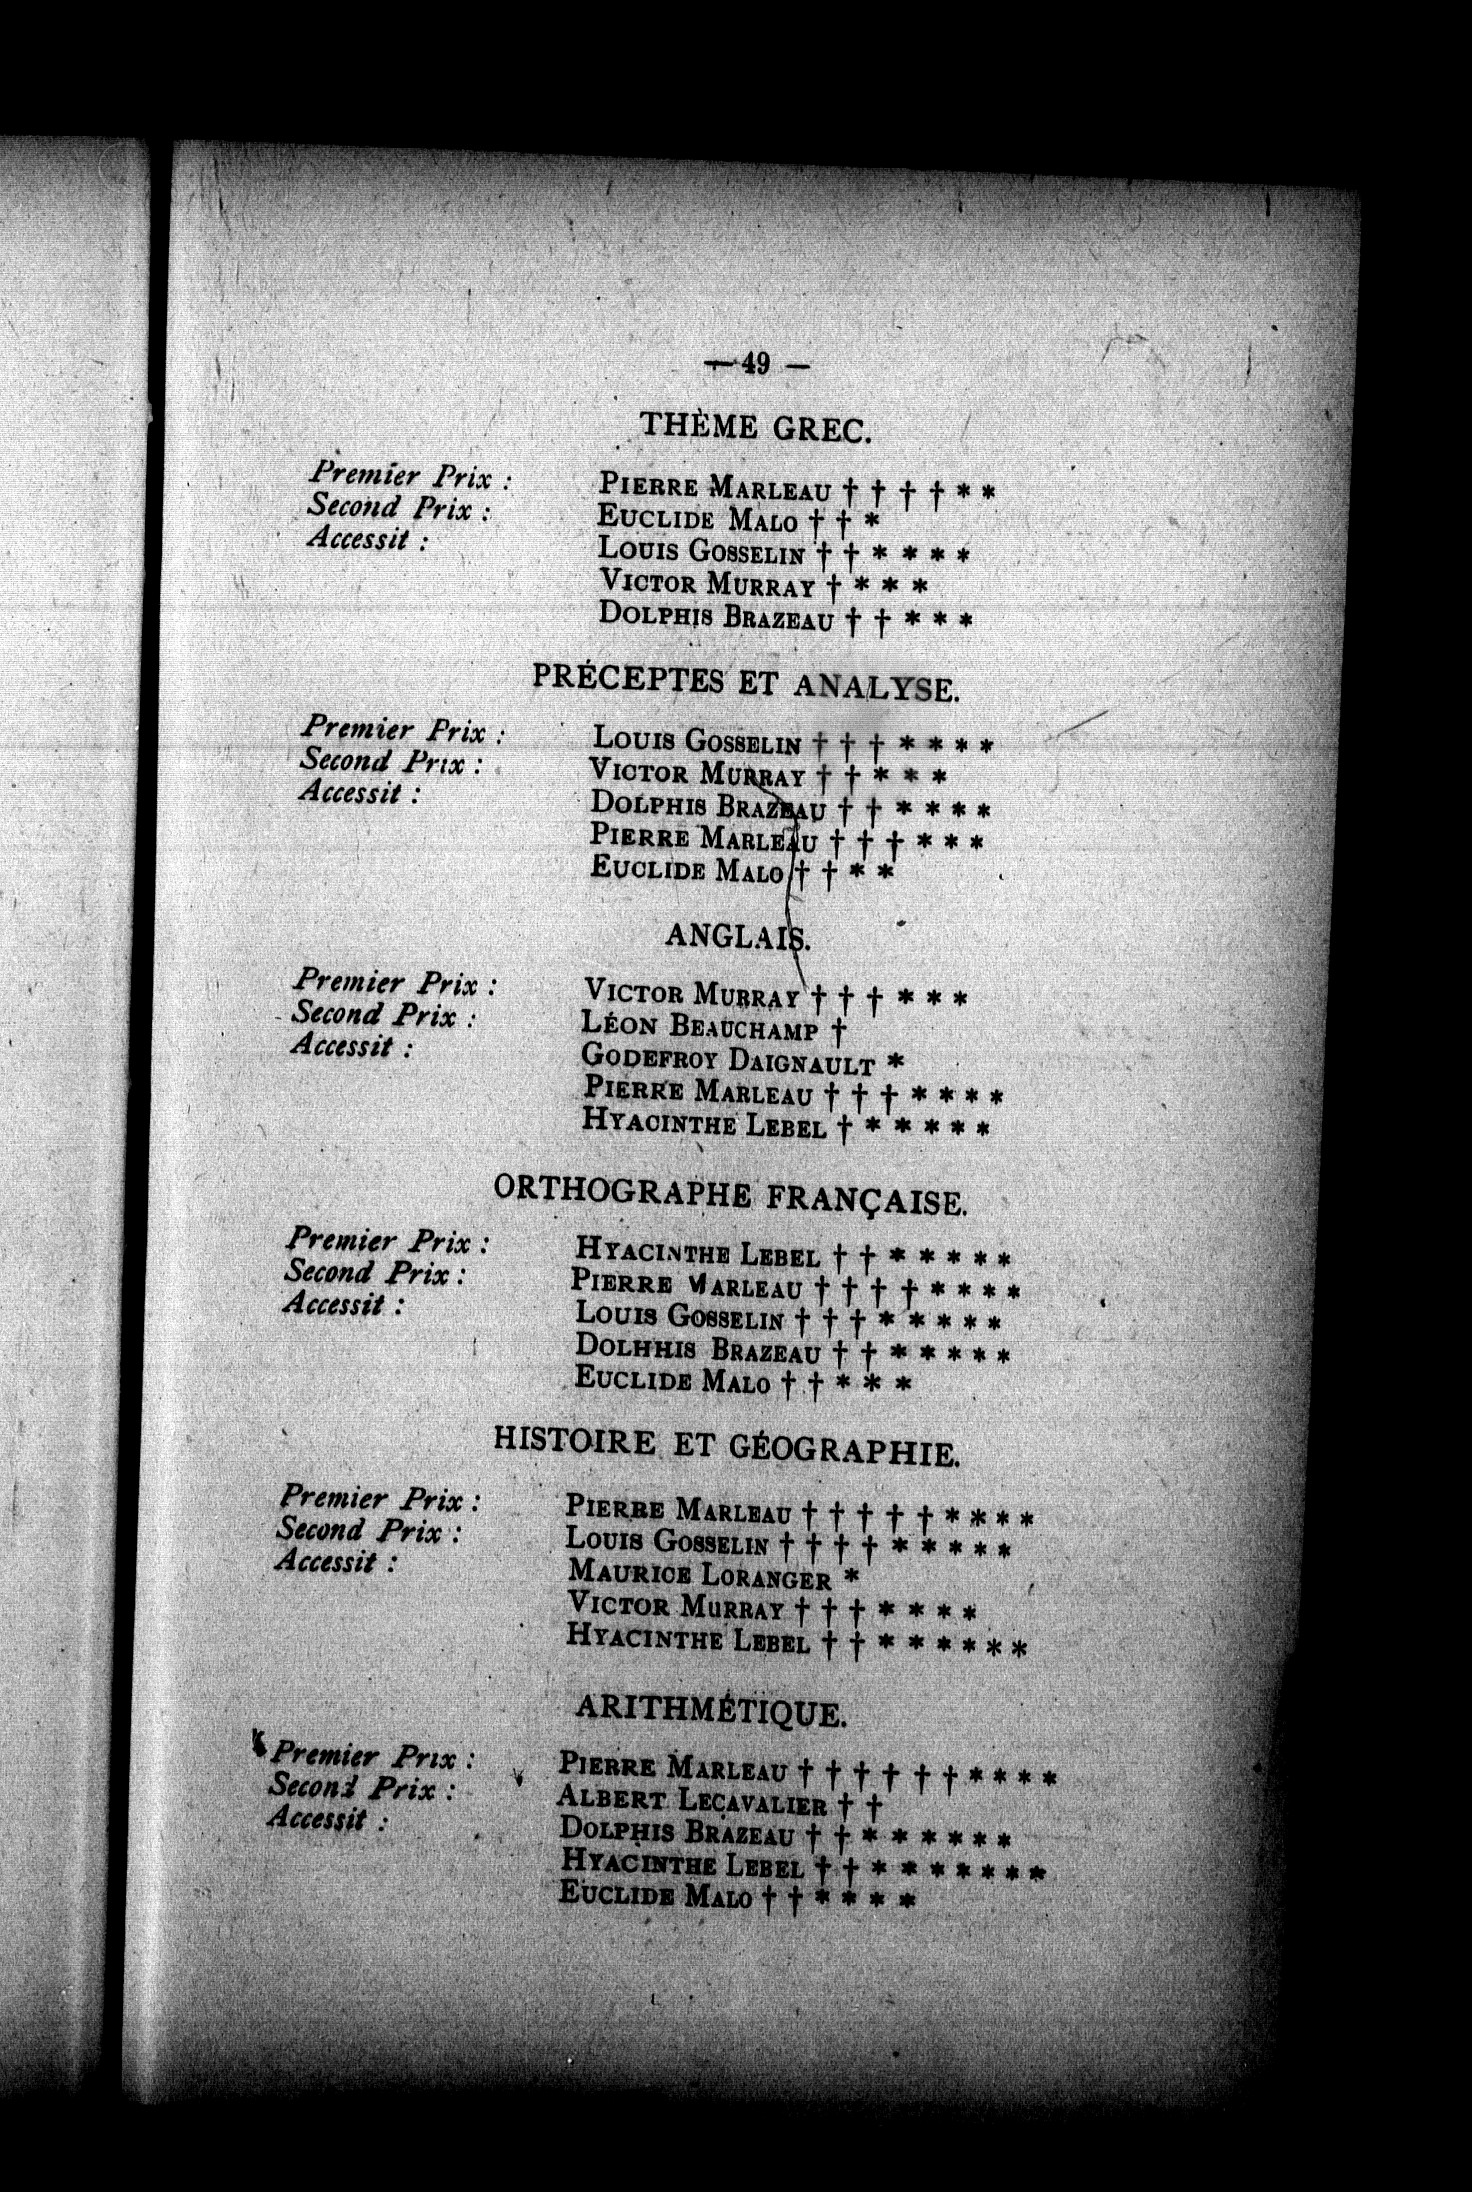 — 49 —
THÈME GREC.
Premier Prix : PIERRE MARLEAU † † † † * *
Second Prix : EUCLIDE MALO † † *
Accessit : LOUIS GOSSELIN † † * * * *
VICTOR MURRAY † * * *
DOLPHIS BRAZEAU † † * * *
PRÉCEPTES ET ANALYSE.
Premier Prix : LOUIS GOSSELIN † † † * * * *
Second Prix : VICTOR MURRAY † † * * *
Accessit : DOLPHIS BRAZEAU † † * * * *
PIERRE MARLEAU † † † * * *
EUCLIDE MALO † † * *
ANGLAIS.
Premier Prix : VICTOR MURRAY † † † * * *
Second Prix : LÉON BEAUCHAMP †
Accessit : GODEFROY DAIGNAULT *
PIERRE MARLEAU † † † * * * *
HYACINTHE LEBEL † * * * * *
ORTHOGRAPHE FRANÇAISE.
Premier Prix : HYACINTHE LEBEL † † * * * * *
Second Prix : PIERRE MARLEAU † † † † * * * *
Accessit : LOUIS GOSSELIN † † † * * * * *
DOLHHIS BRAZEAU † † * * * * *
EUCLIDE MALO † † * * *
HISTOIRE ET GÉOGRAPHIE.
Premier Prix : PIERRE MARLEAU † † † † † * * * *
Second Prix : LOUIS GOSSELIN † † † † * * * * *
Accessit : MAURICE LORANGER *
VICTOR MURRAY † † † * * * *
HYACINTHE LEBEL † † * * * * * *
ARITHMÉTIQUE.
Premier Prix : PIERRE MARLEAU † † † † † † * * * *
Second Prix : ALBERT LECAVALIER † †
Accessit : DOLPHIS BRAZEAU † † * * * * * *
HYACINTHE LEBEL † † * * * * * * *
EUCLIDE MALO † † * * * *